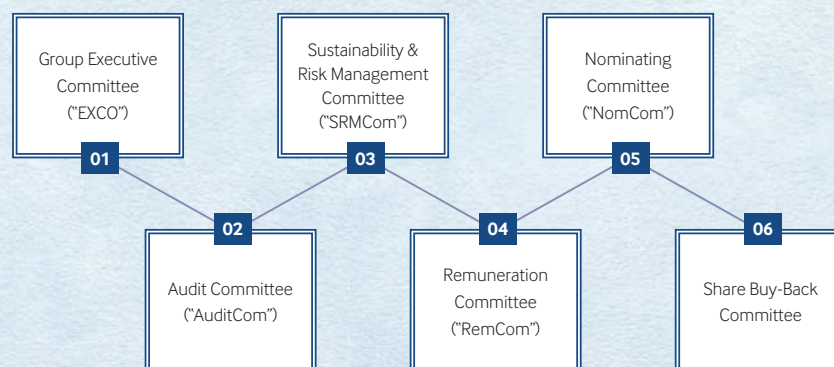 Group Executive
Committee
("EXCO")
01
02
Audit Committee
("AuditCom")
Sustainability &
Risk Management
Committee
("SRMCom")
03
04
Remuneration
Committee
("RemCom")
Nominating
Committee
("NomCom")
05
06
Share Buy-Back
Committee